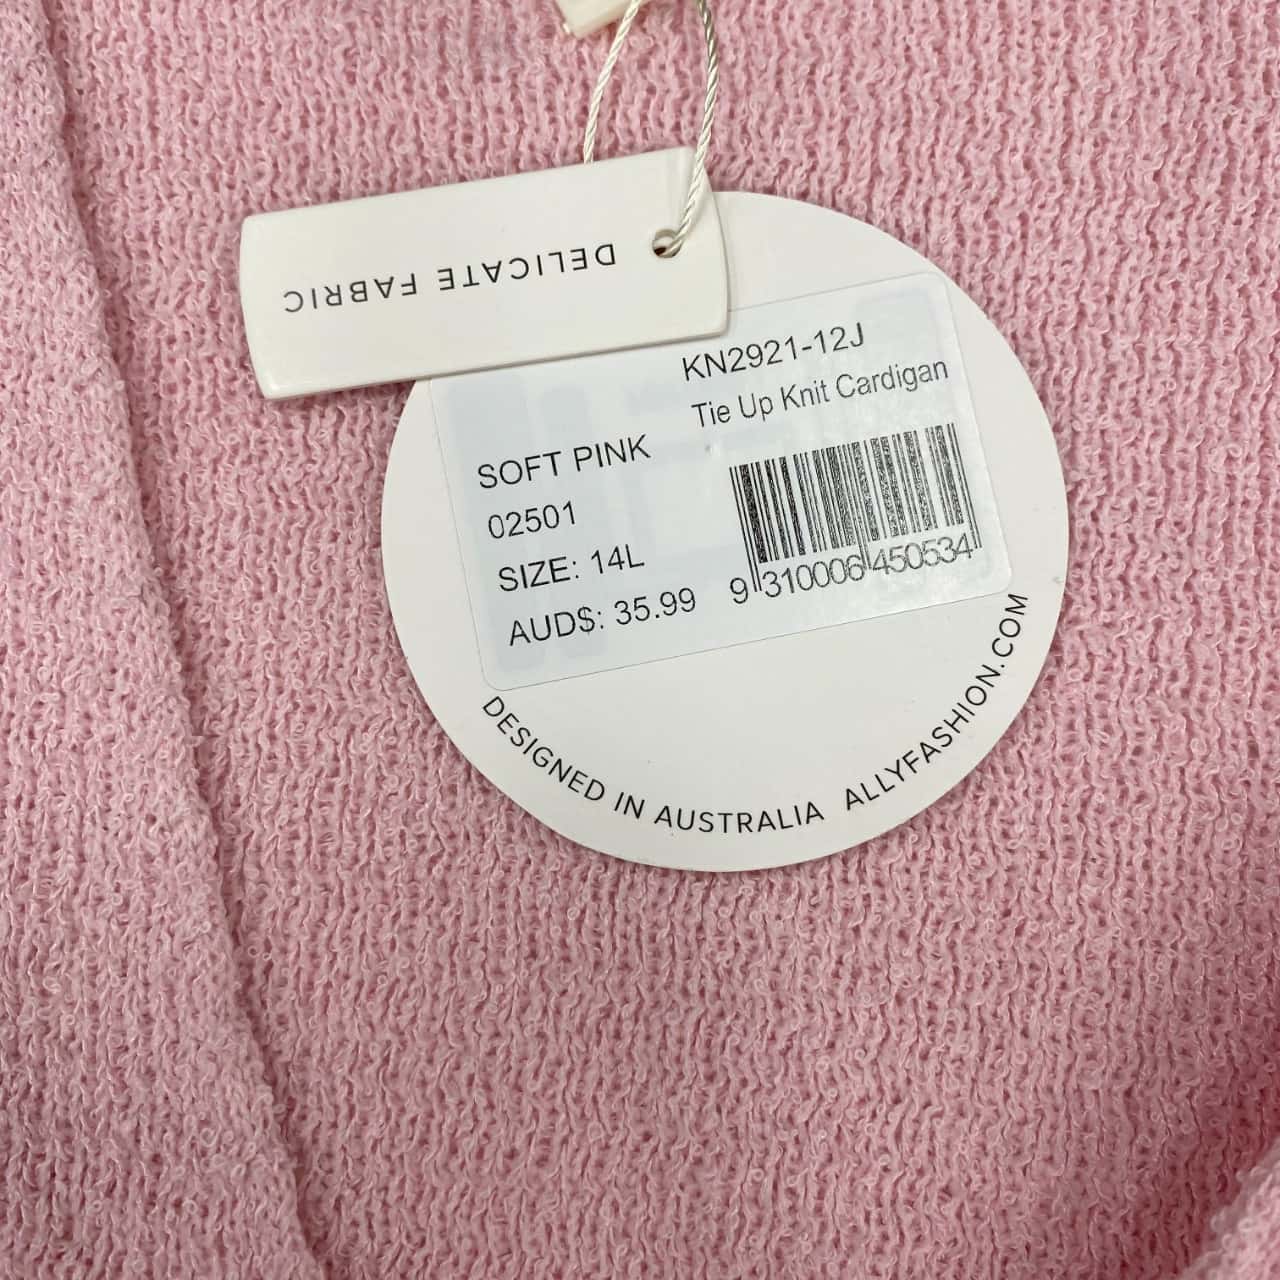 DELICATE FABRIC
KN2921-12J
Tie Up Knit Cardigan
SOFT PINK
02501
SIZE: 14L
AUD$: 35.99
9 310006 450534
DESIGNED IN AUSTRALIA ALLYFASHION.COM